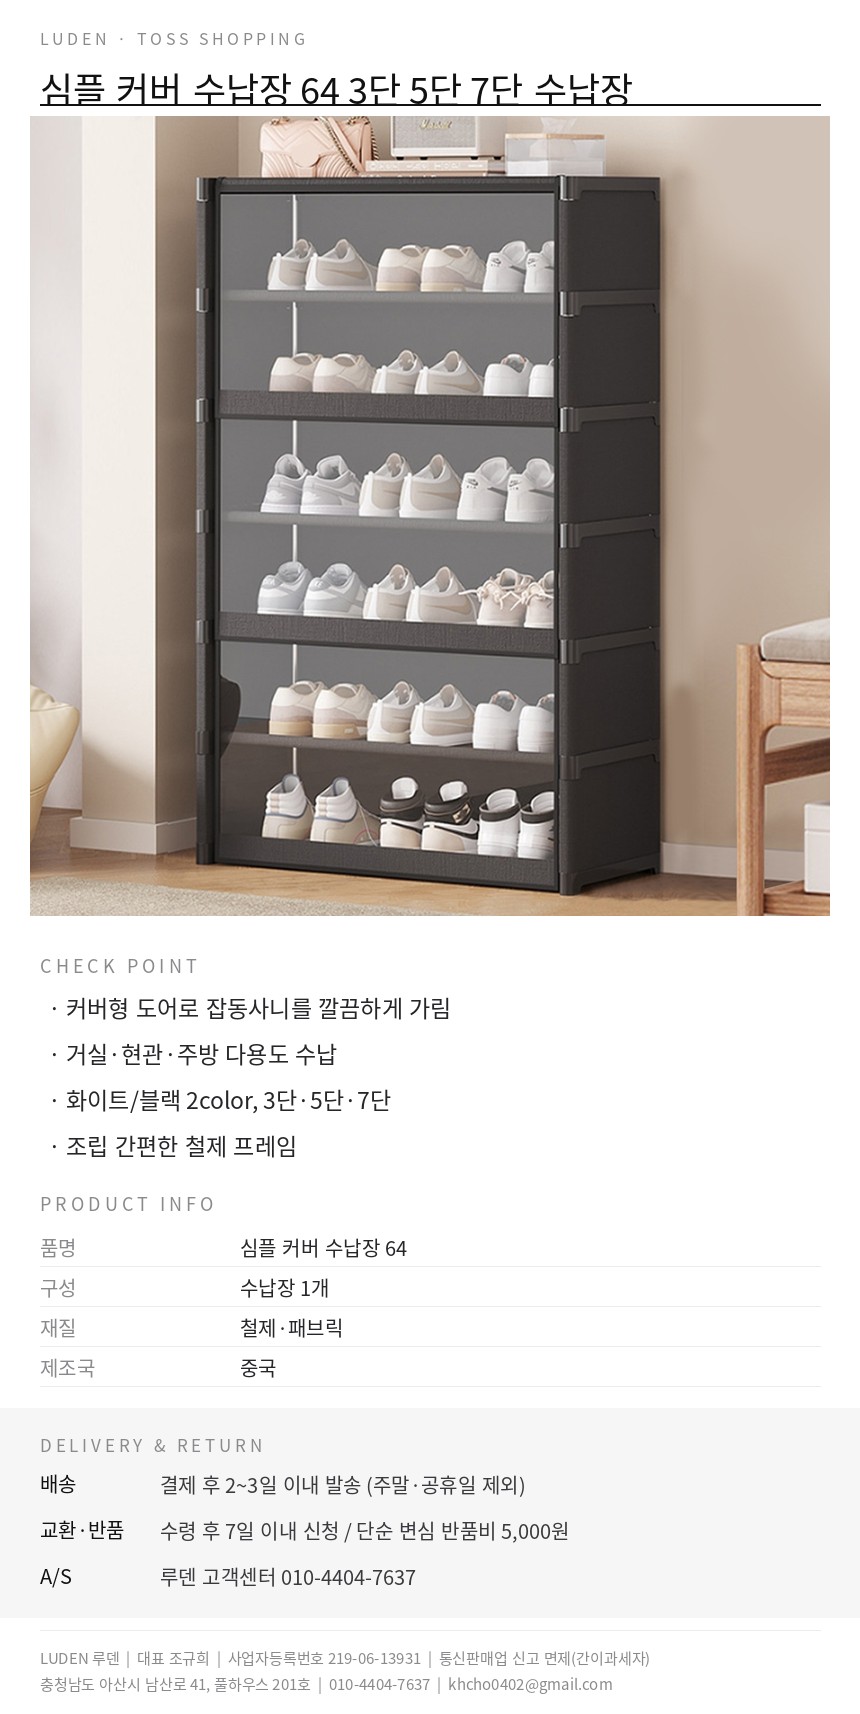 LUDEN · TOSS SHOPPING
심플 커버 수납장 64 3단 5단 7단 수납장
CHECK POINT
· 커버형 도어로 잡동사니를 깔끔하게 가림
· 거실·현관·주방 다용도 수납
· 화이트/블랙 2color, 3단·5단·7단
· 조립 간편한 철제 프레임
PRODUCT INFO
품명 심플 커버 수납장 64
구성 수납장 1개
재질 철제·패브릭
제조국 중국
DELIVERY & RETURN
배송 결제 후 2~3일 이내 발송 (주말·공휴일 제외)
교환·반품 수령 후 7일 이내 신청 / 단순 변심 반품비 5,000원
A/S 루덴 고객센터 010-4404-7637
LUDEN 루덴 | 대표 조규희 | 사업자등록번호 219-06-13931 | 통신판매업 신고 면제(간이과세자)
충청남도 아산시 남산로 41, 풀하우스 201호 | 010-4404-7637 | khcho0402@gmail.com